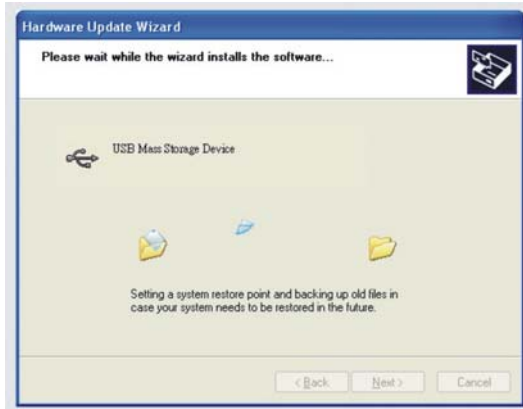 Hardware Update Wizard
Please wait while the wizard installs the software...
USB Mass Storage Device
Setting a system restore point and backing up old files in
case your system needs to be restored in the future.
< Back
Next >
Cancel